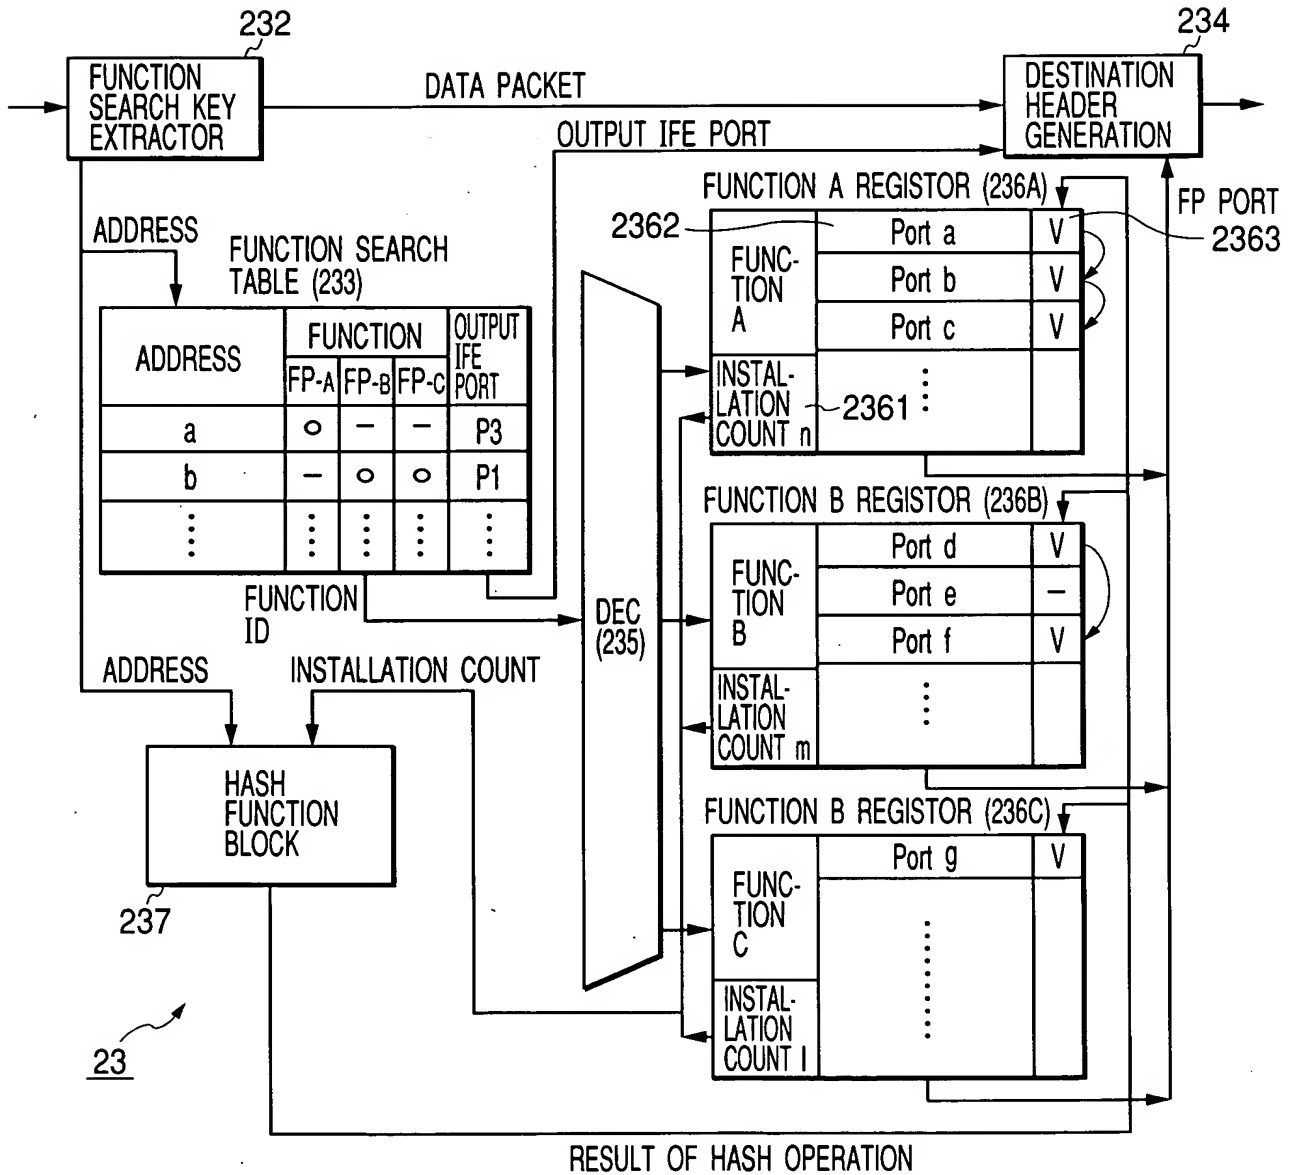 232
234
FUNCTION
SEARCH KEY
EXTRACTOR
DATA PACKET
DESTINATION
HEADER
GENERATION
OUTPUT IFE PORT
FP PORT
ADDRESS
FUNCTION SEARCH
TABLE (233)
ADDRESS
FUNCTION
OUTPUT
IFE
PORT
FP-A FP-B FP-C
a O – – P3
b – O O P1
FUNCTION
ID
DEC
(235)
FUNCTION A REGISTOR (236A)
2362
2363
FUNC-
TION
A
Port a V
Port b V
Port c V
INSTAL-
LATION
COUNT n
2361
FUNCTION B REGISTOR (236B)
FUNC-
TION
B
Port d V
Port e –
Port f V
INSTAL-
LATION
COUNT m
FUNCTION B REGISTOR (236C)
FUNC-
TION
C
Port g V
INSTAL-
LATION
COUNT l
ADDRESS
INSTALLATION COUNT
HASH
FUNCTION
BLOCK
237
23
RESULT OF HASH OPERATION